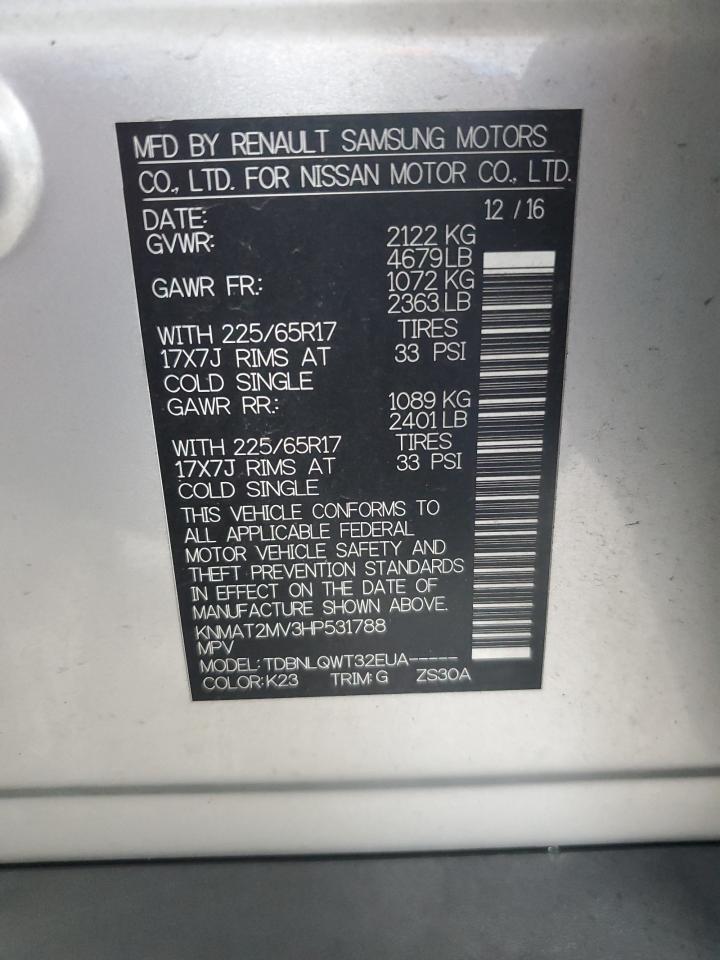 MFD BY RENAULT SAMSUNG MOTORS
CO., LTD. FOR NISSAN MOTOR CO., LTD.
DATE: 12 / 16
GVWR: 2122 KG
4679 LB
GAWR FR.: 1072 KG
2363 LB
WITH 225/65R17 TIRES
17X7J RIMS AT 33 PSI
COLD SINGLE
GAWR RR.: 1089 KG
2401 LB
WITH 225/65R17 TIRES
17X7J RIMS AT 33 PSI
COLD SINGLE
THIS VEHICLE CONFORMS TO
ALL APPLICABLE FEDERAL
MOTOR VEHICLE SAFETY AND
THEFT PREVENTION STANDARDS
IN EFFECT ON THE DATE OF
MANUFACTURE SHOWN ABOVE.
KNMAT2MV3HP531788
MPV
MODEL: TDBNLQWT32EUA-----
COLOR: K23 TRIM: G ZS30A